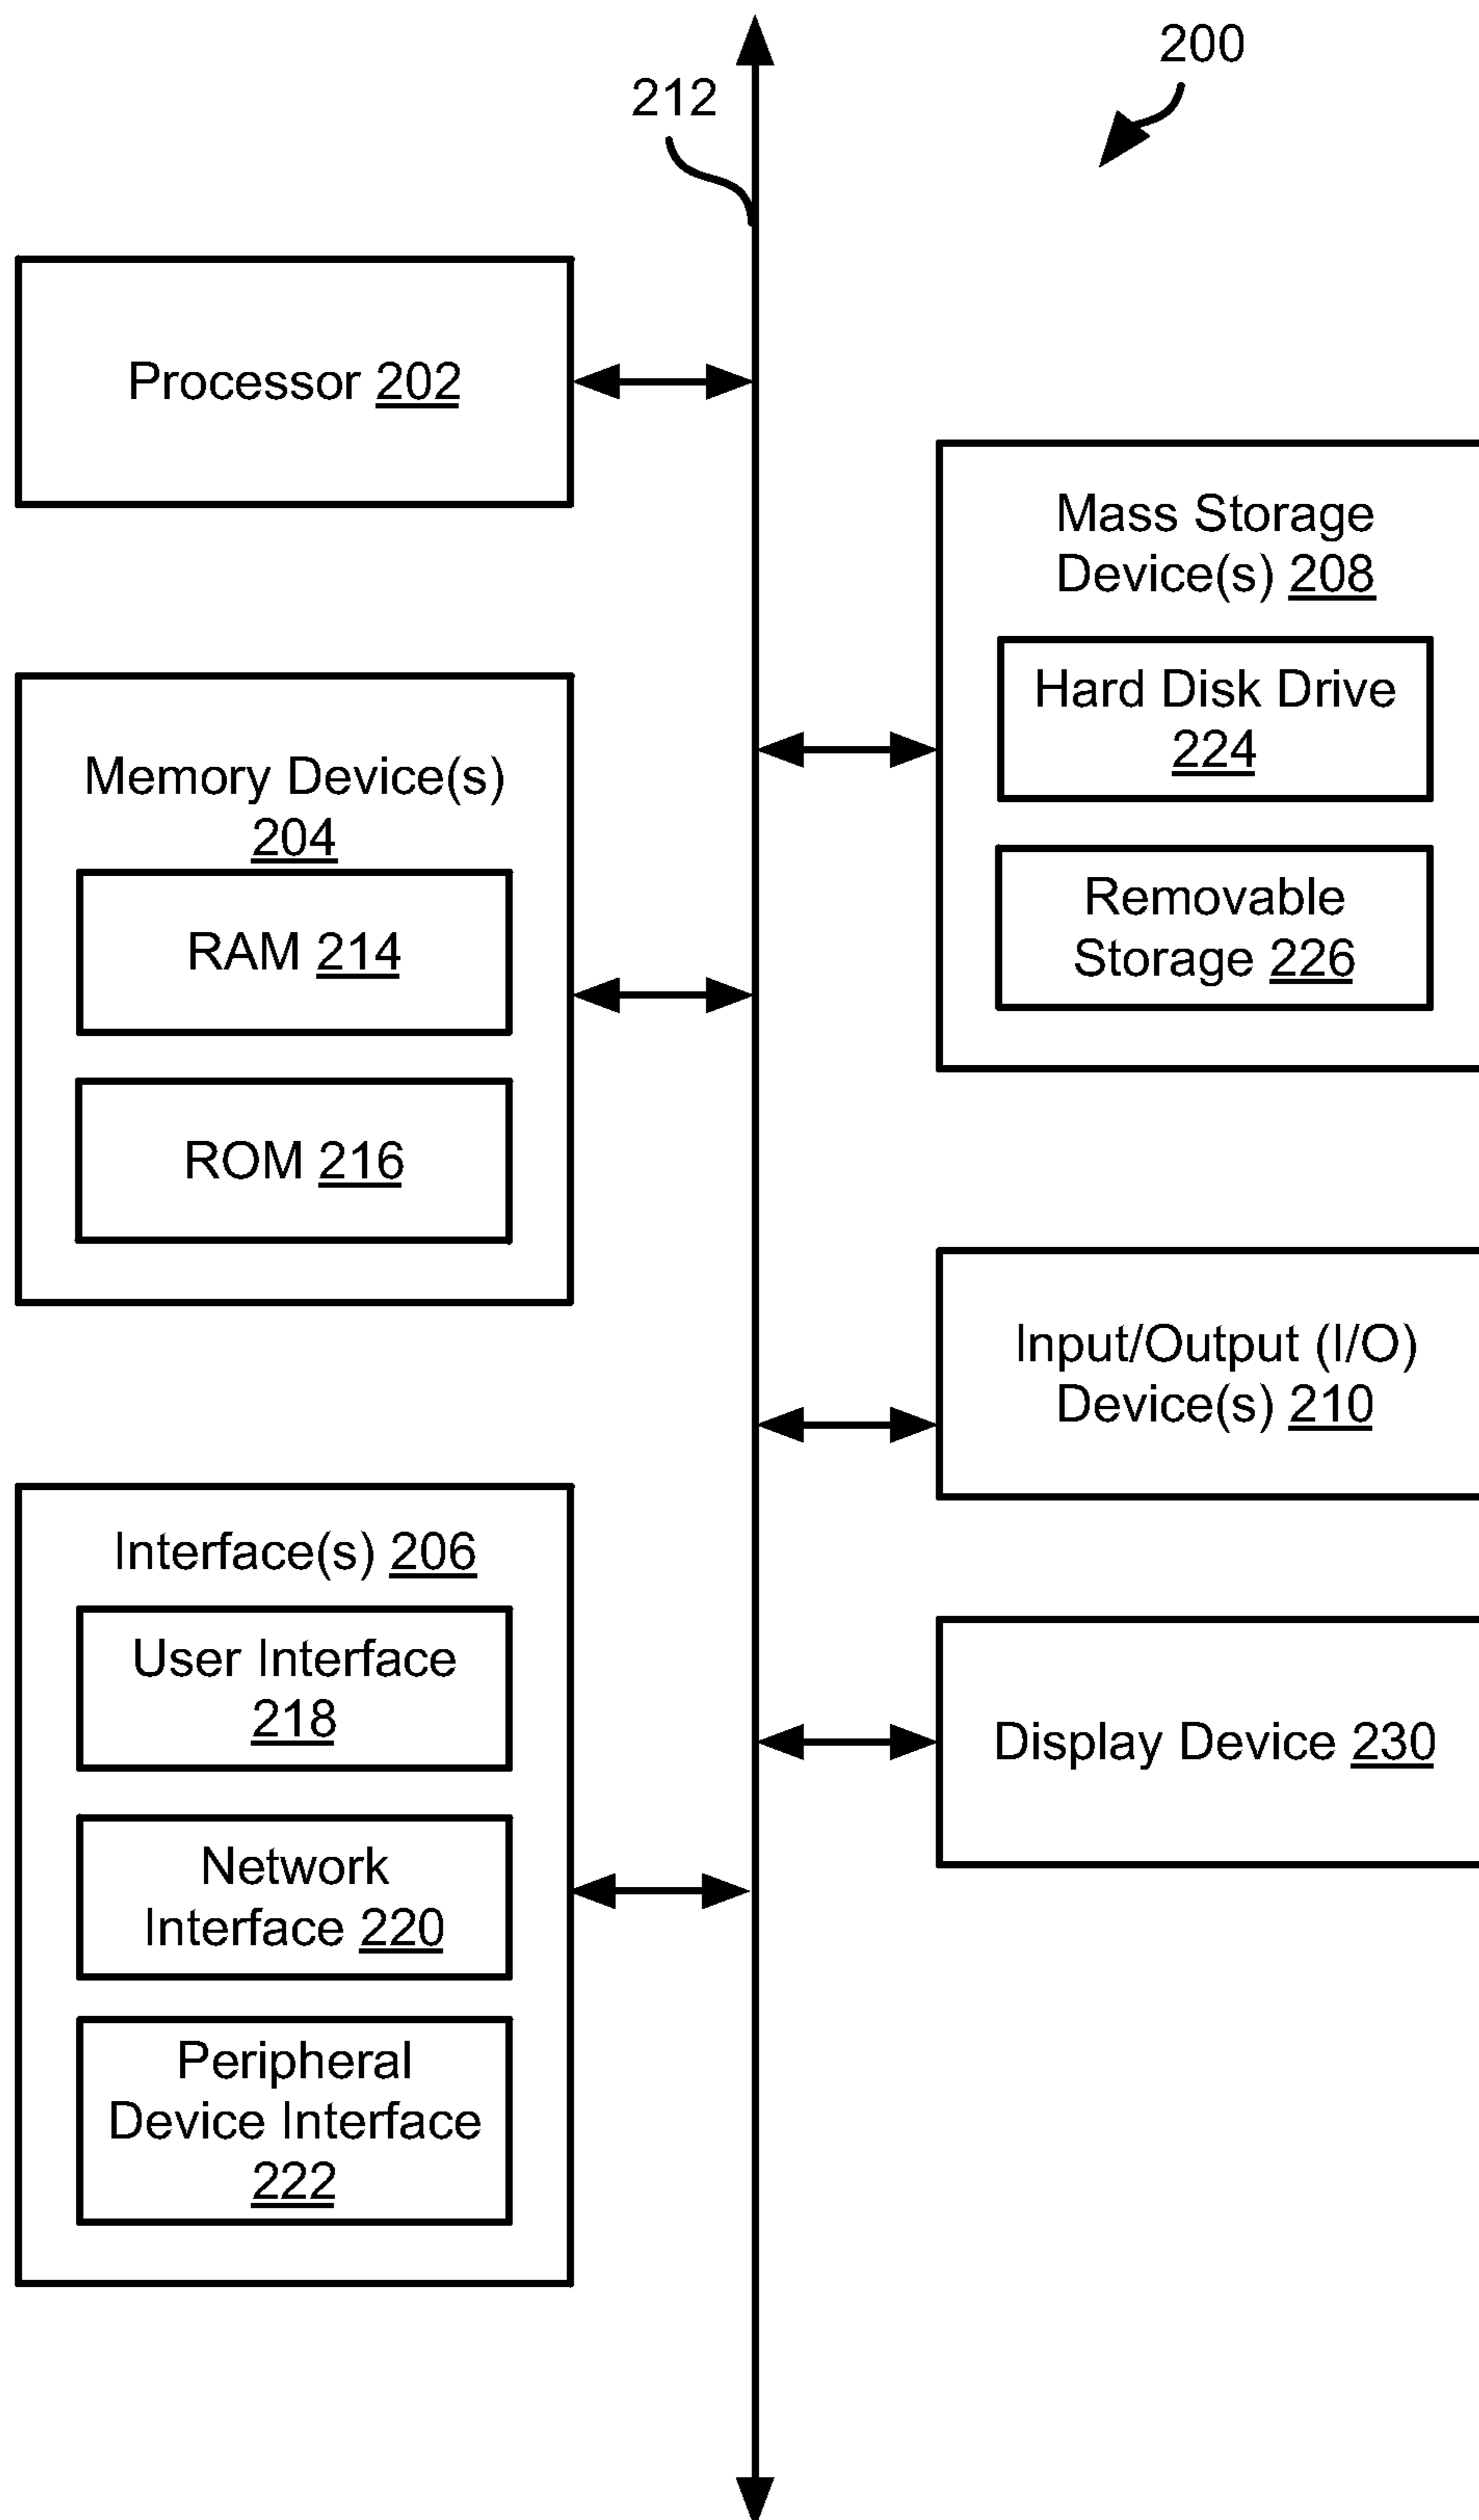 200
212
Processor 202
Mass Storage
Device(s) 208
Hard Disk Drive
224
Removable
Storage 226
Memory Device(s)
204
RAM 214
ROM 216
Input/Output (I/O)
Device(s) 210
Interface(s) 206
User Interface
218
Network
Interface 220
Peripheral
Device Interface
222
Display Device 230